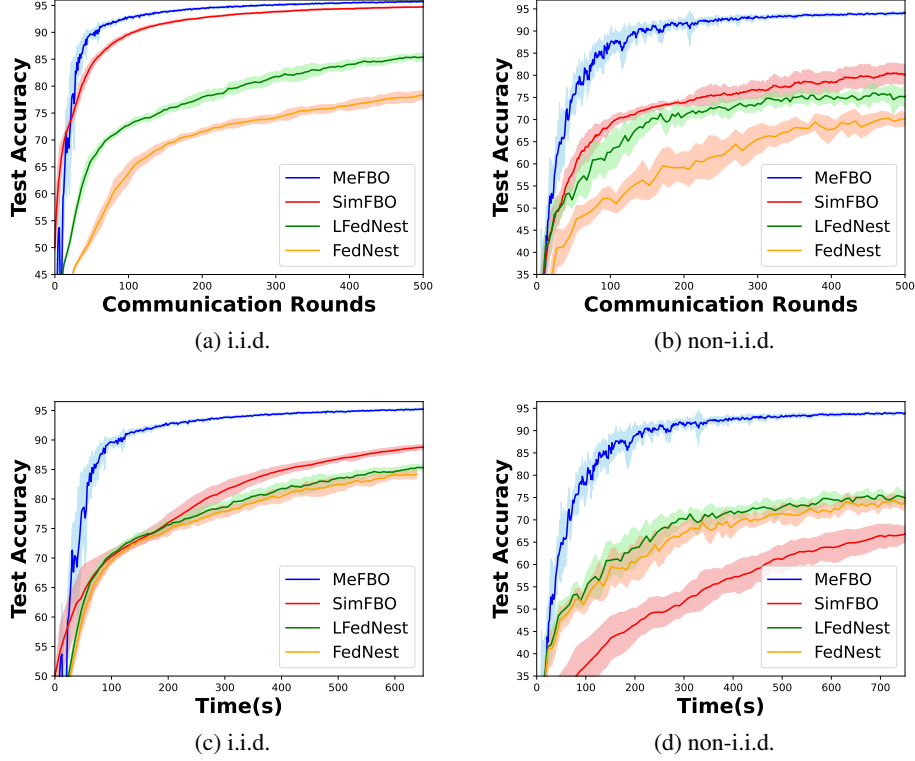 95
90
85
80
75
70
65
60
55
50
45
Test Accuracy
MeFBO
SimFBO
LFedNest
FedNest
0 100 200 300 400 500
Communication Rounds
(a) i.i.d.
95
90
85
80
75
70
65
60
55
50
45
40
35
Test Accuracy
MeFBO
SimFBO
LFedNest
FedNest
0 100 200 300 400 500
Communication Rounds
(b) non-i.i.d.
95
90
85
80
75
70
65
60
55
50
Test Accuracy
MeFBO
SimFBO
LFedNest
FedNest
0 100 200 300 400 500 600
Time(s)
(c) i.i.d.
95
90
85
80
75
70
65
60
55
50
45
40
35
Test Accuracy
MeFBO
SimFBO
LFedNest
FedNest
0 100 200 300 400 500 600 700
Time(s)
(d) non-i.i.d.